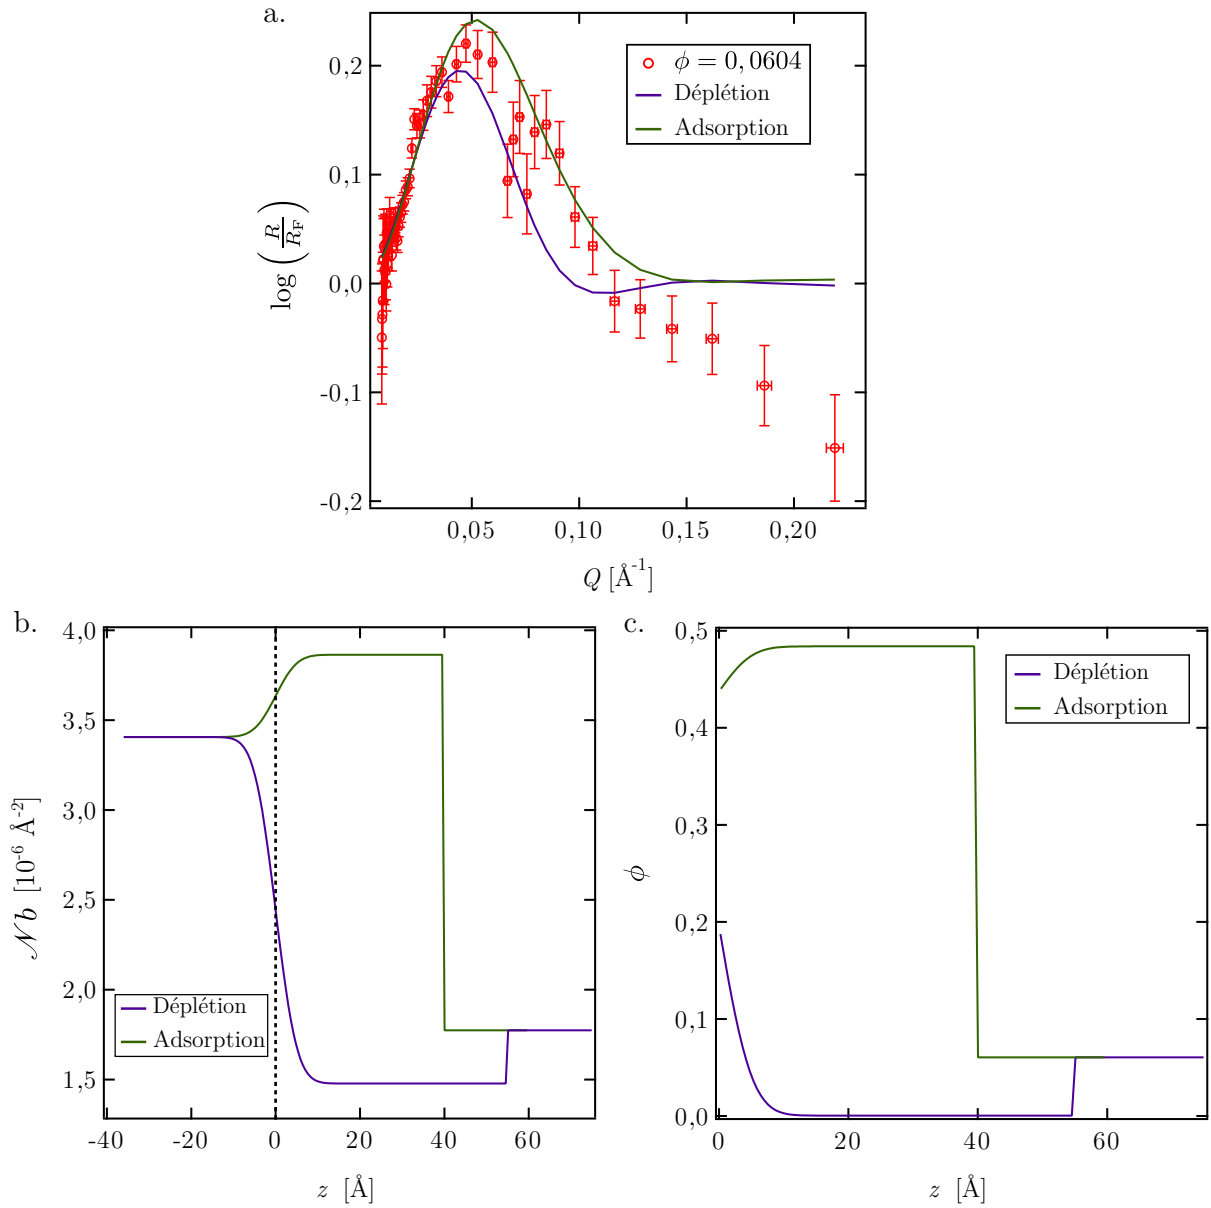 a.
0,2
0,1
0,0
-0,1
-0,2
log (R/R_F)
ϕ = 0, 0604
Déplétion
Adsorption
0,05 0,10 0,15 0,20
Q [Å⁻¹]
b.
4,0
3,5
3,0
2,5
2,0
1,5
𝒩b [10⁻⁶ Å⁻²]
Déplétion
Adsorption
-40 -20 0 20 40 60
z [Å]
c.
0,5
0,4
0,3
0,2
0,1
0,0
ϕ
Déplétion
Adsorption
0 20 40 60
z [Å]